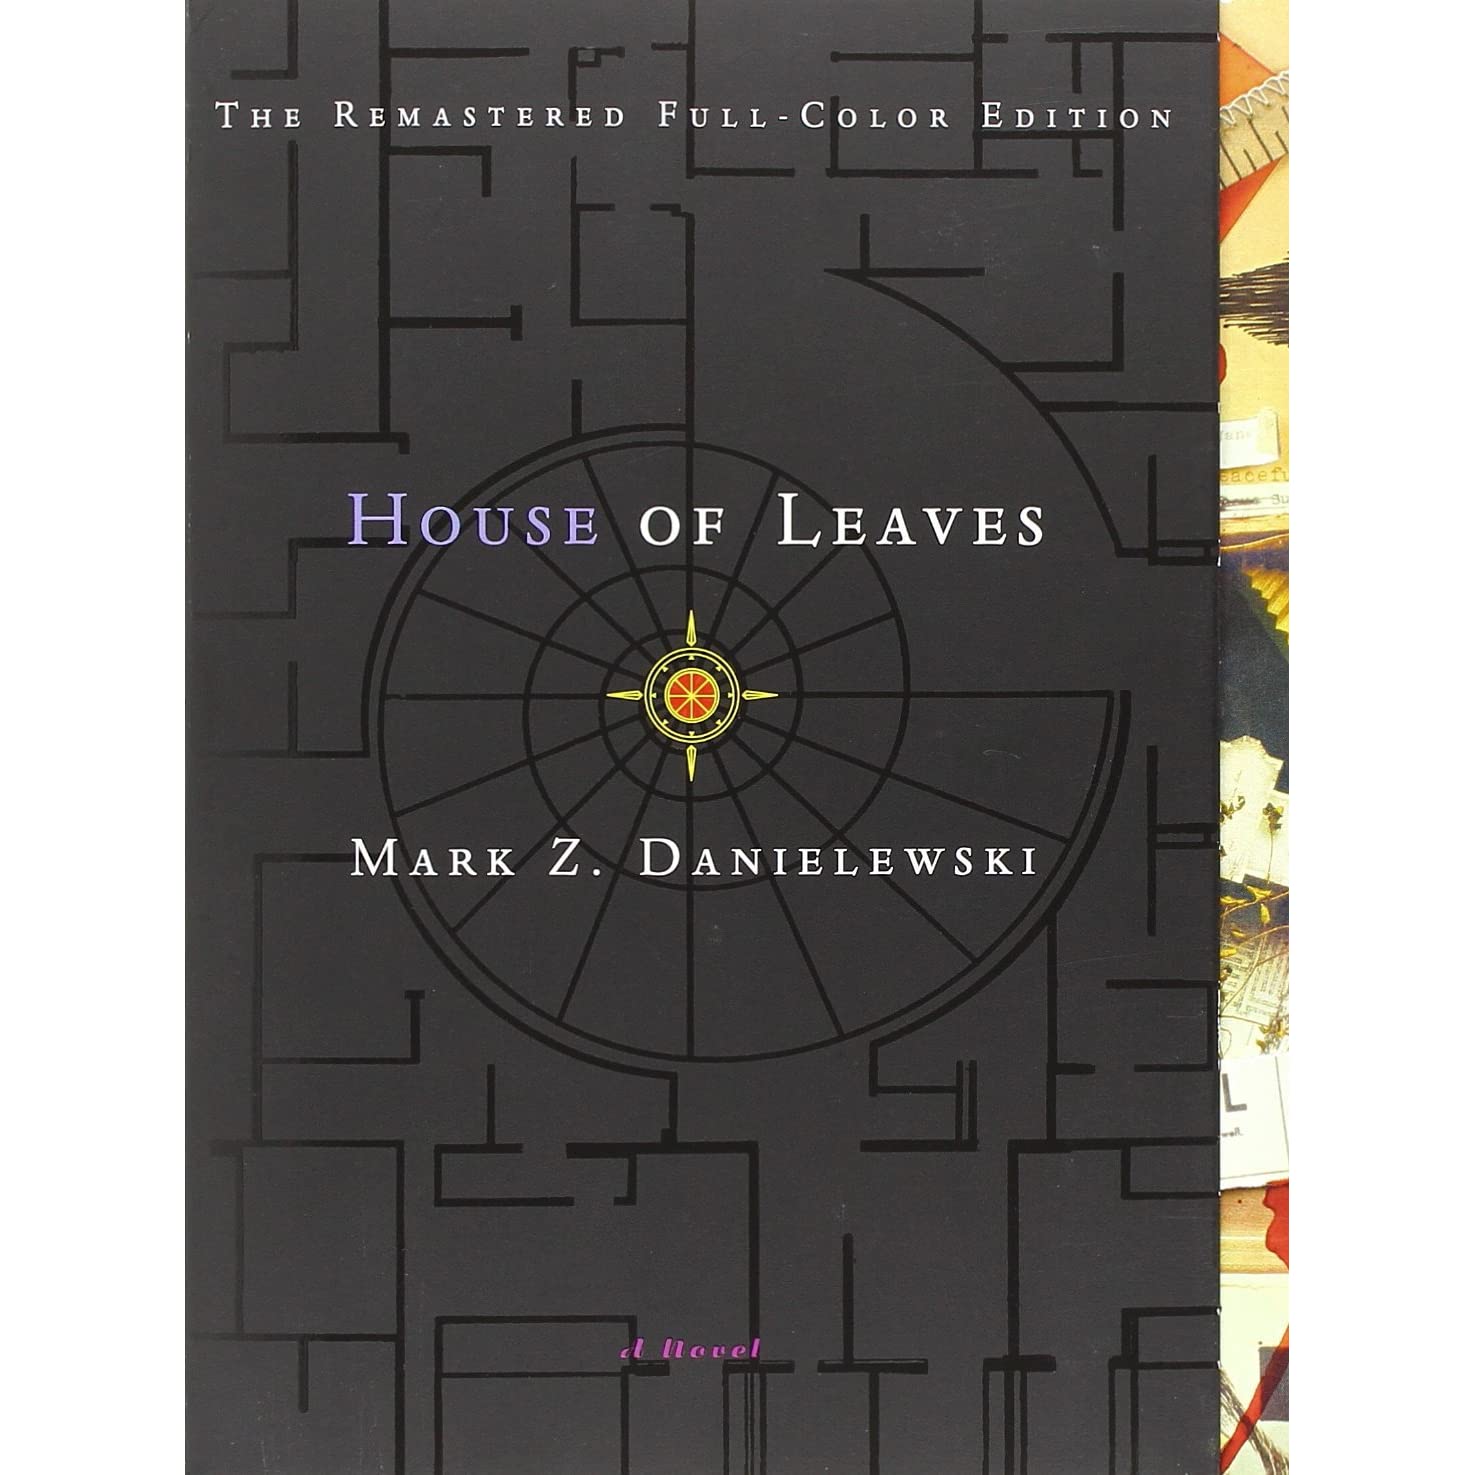 THE REMASTERED FULL-COLOR EDITION
HOUSE OF LEAVES
MARK Z. DANIELEWSKI
A Novel
L